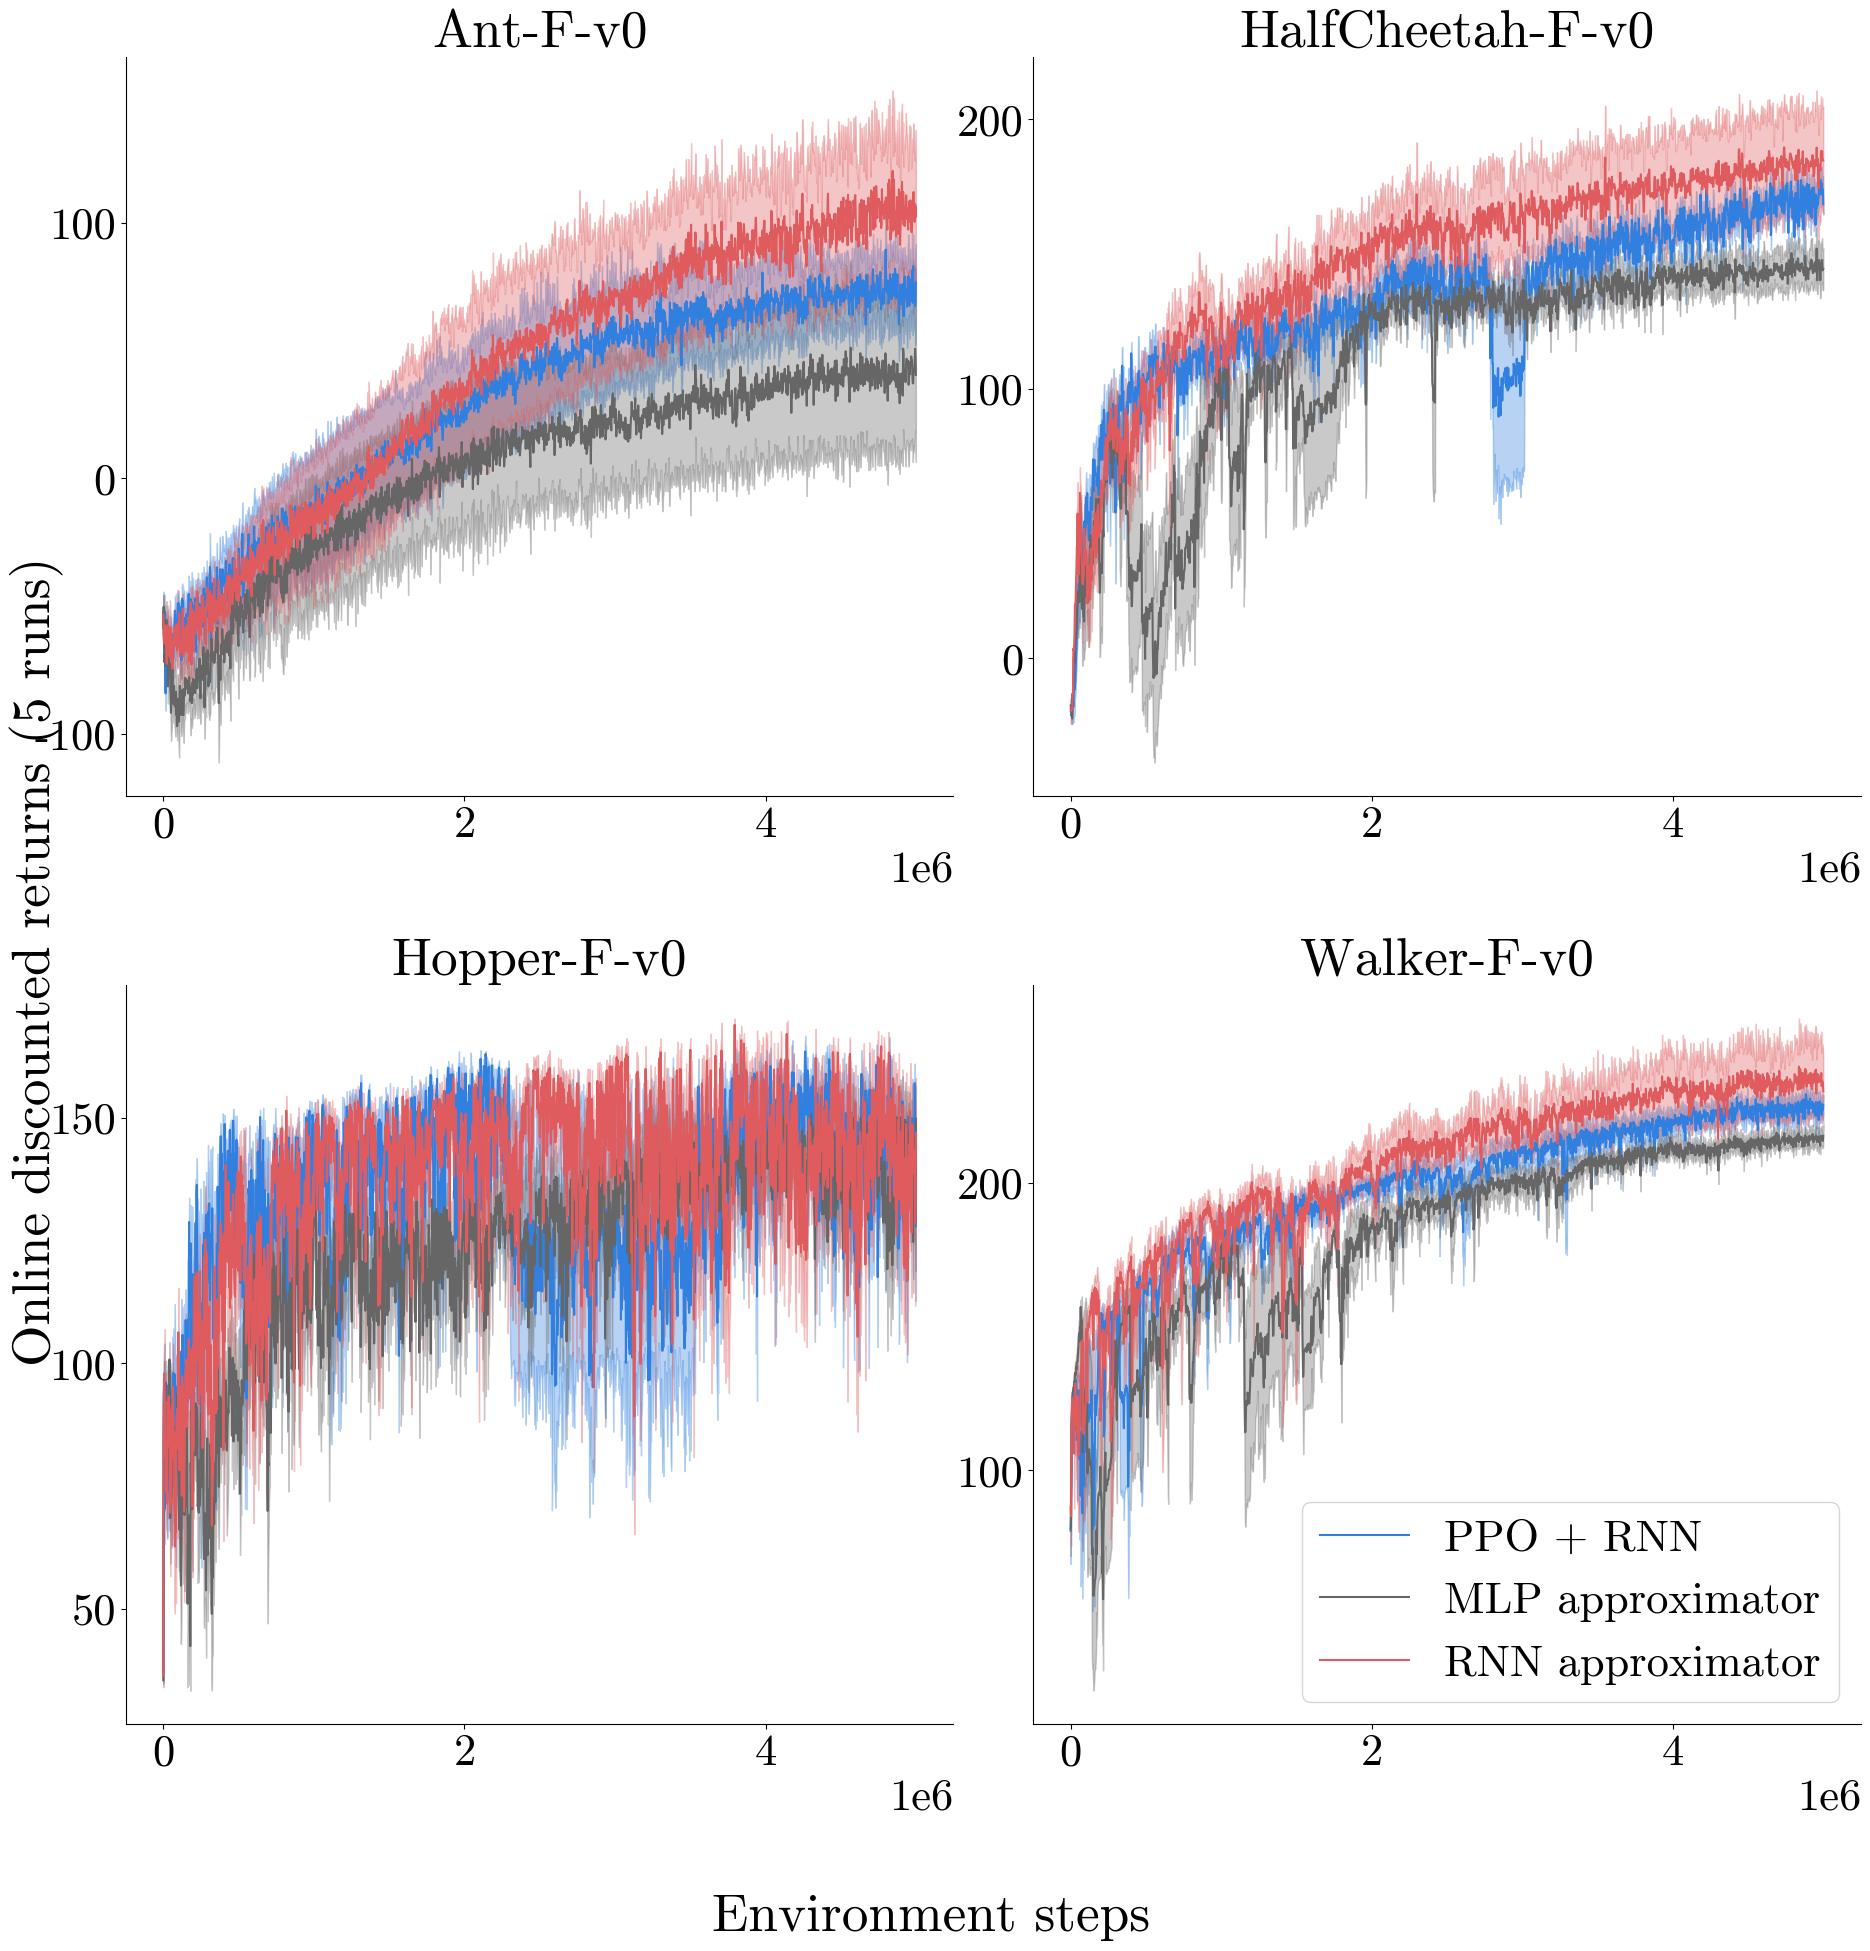 Ant-F-v0
HalfCheetah-F-v0
100
0
-100
0
2
4
1e6
200
100
0
0
2
4
1e6
Online discounted returns (5 runs)
Hopper-F-v0
Walker-F-v0
150
100
50
0
2
4
1e6
200
100
0
2
4
1e6
PPO + RNN
MLP approximator
RNN approximator
Environment steps